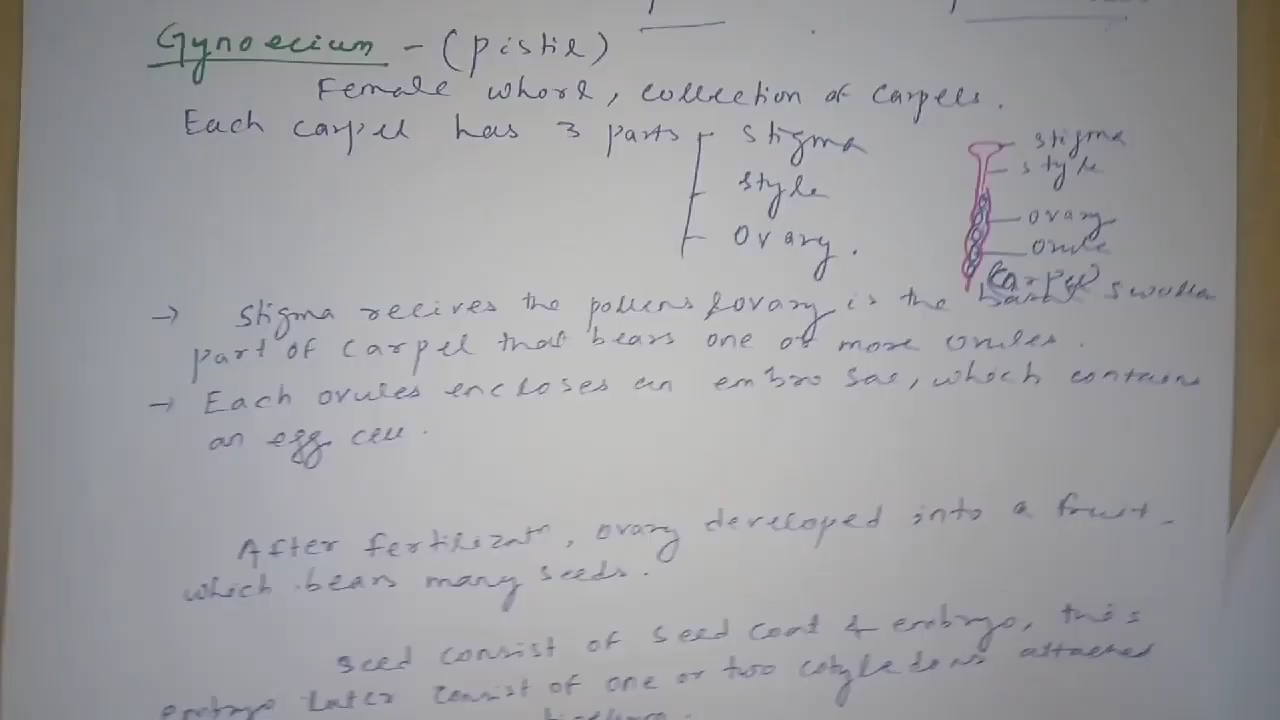 Gynoecium - (pistil)
Female whorl, collection of carpels.
Each carpel has 3 parts
stigma
style
ovary.
stigma
style
ovary
ovule
carpel
→ stigma recives the pollens & ovary is the basal swollen
part of carpel that bears one or more ovules.
→ Each ovules encloses an embro sac, which contains
an egg cell.
After fertilizatn, ovary developed into a fruit.
which bears many seeds.
seed consist of seed coat & embryo, this
embryo later consist of one or two cotyledons attached